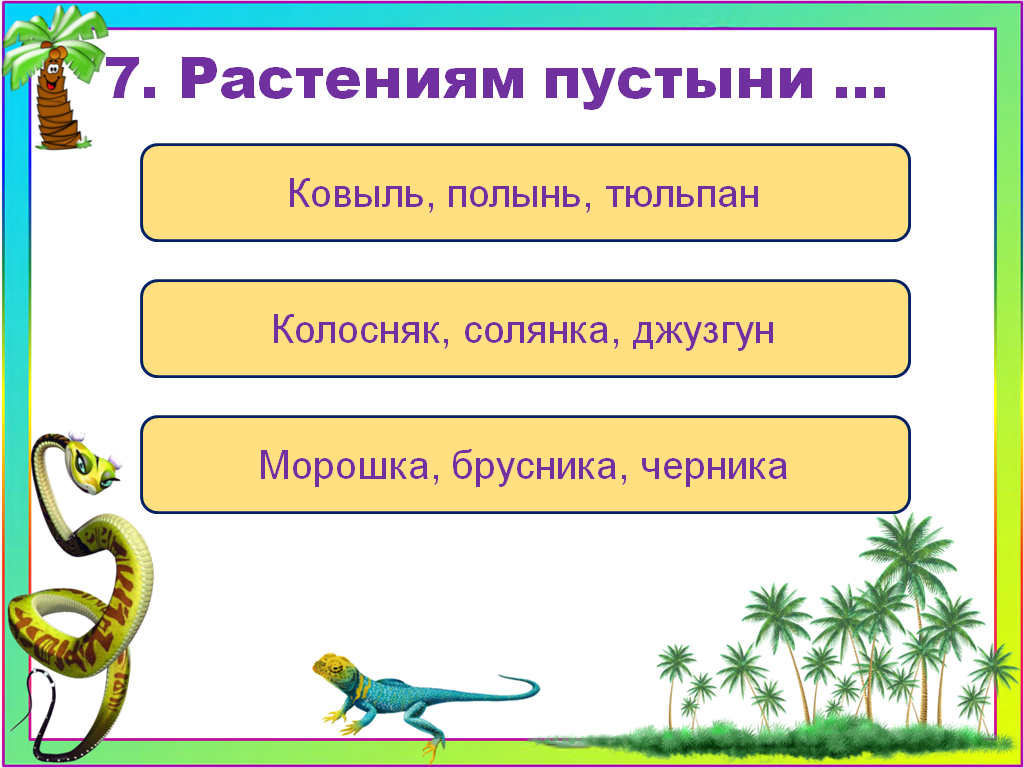 7. Растениям пустыни ...
Ковыль, полынь, тюльпан
Колосняк, солянка, джузгун
Морошка, брусника, черника